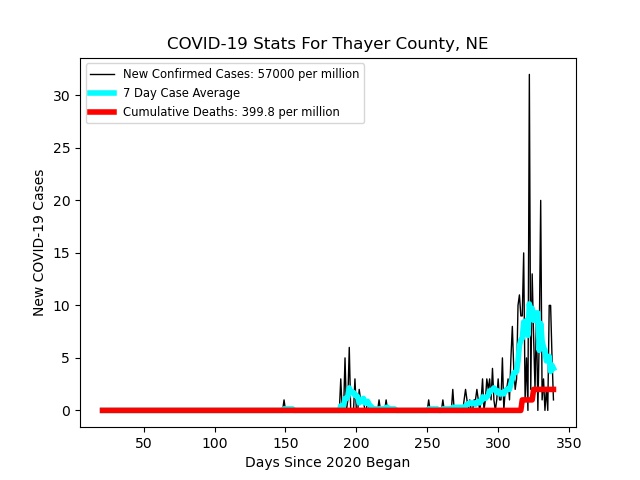 COVID-19 Stats For Thayer County, NE
New Confirmed Cases: 57000 per million
7 Day Case Average
Cumulative Deaths: 399.8 per million
New COVID-19 Cases
30
25
20
15
10
5
0
50 100 150 200 250 300 350
Days Since 2020 Began